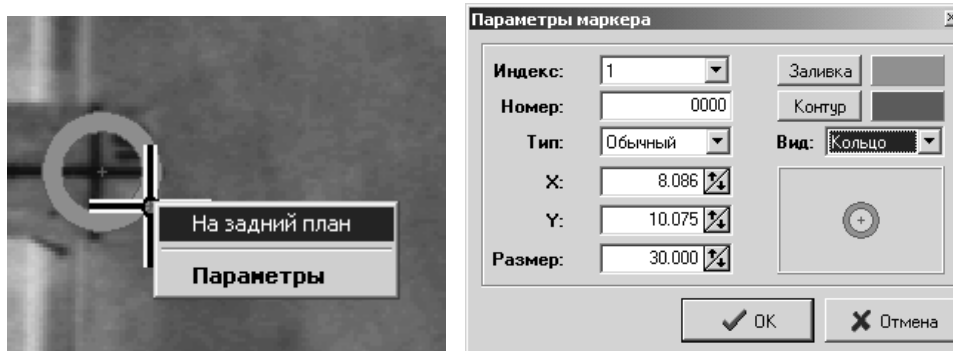 На задний план
Параметры
Параметры маркера
Индекс: 1 Заливка
Номер: 0000 Контур
Тип: Обычный Вид: Кольцо
X: 8.086
Y: 10.075
Размер: 30.000
OK Отмена